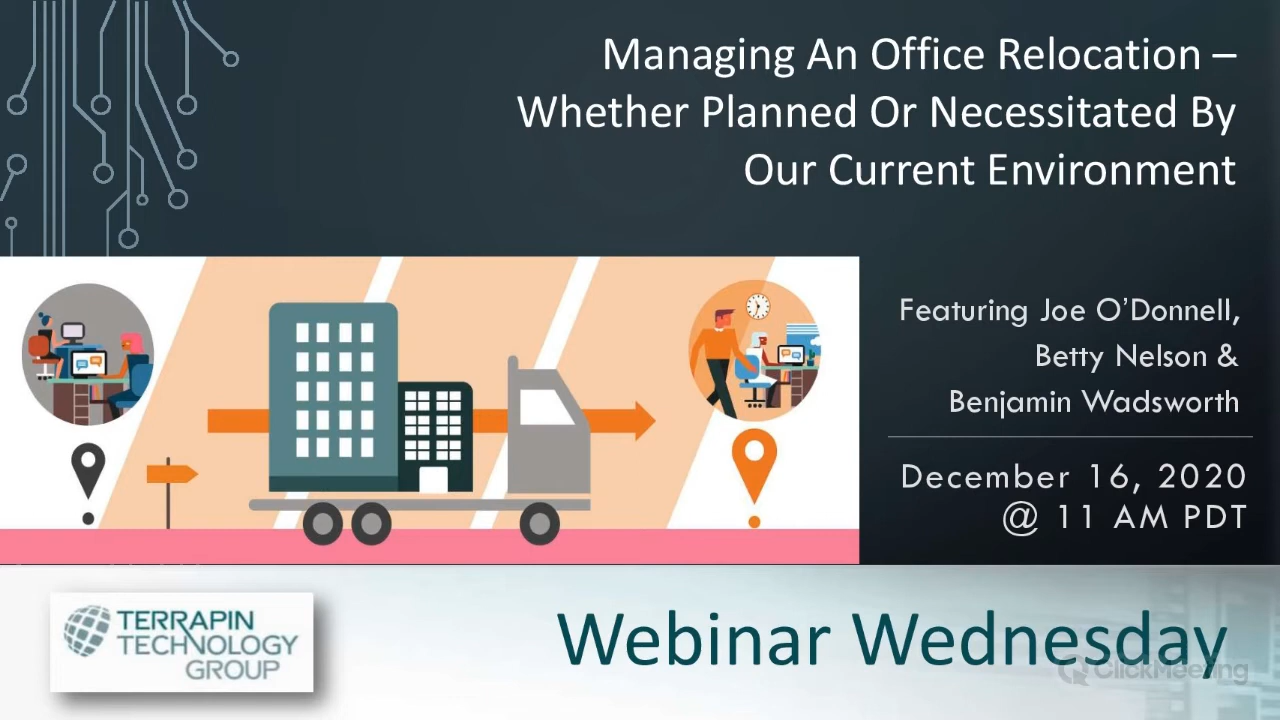 Managing An Office Relocation –
Whether Planned Or Necessitated By
Our Current Environment
Featuring Joe O’Donnell,
Betty Nelson &
Benjamin Wadsworth
December 16, 2020
@ 11 AM PDT
TERRAPIN
TECHNOLOGY
GROUP
Webinar Wednesday
ClickMeeting